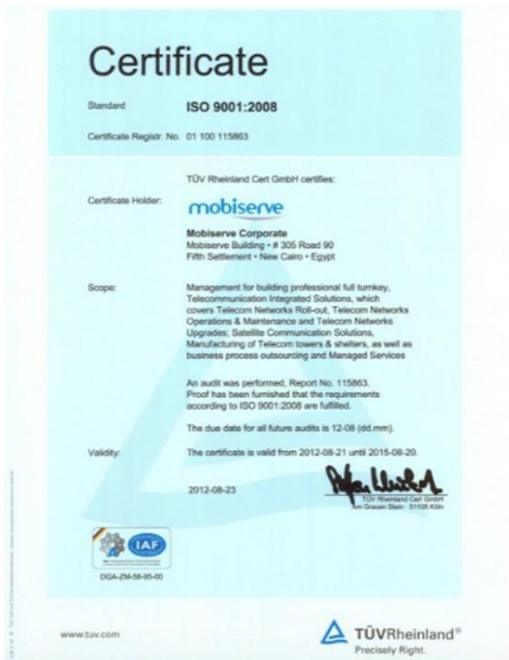 Certificate
Standard ISO 9001:2008
Certificate Registr. No. 01 100 115863
TÜV Rheinland Cert GmbH certifies:
Certificate Holder: mobiserve
Mobiserve Corporate
Mobiserve Building • # 305 Road 90
Fifth Settlement • New Cairo • Egypt
Scope: Management for building professional full turnkey,
Telecommunication Integrated Solutions, which
covers Telecom Networks Roll-out, Telecom Networks
Operations & Maintenance and Telecom Networks
Upgrades; Satellite Communication Solutions,
Manufacturing of Telecom towers & shelters, as well as
business process outsourcing and Managed Services
An audit was performed, Report No. 115863.
Proof has been furnished that the requirements
according to ISO 9001:2008 are fulfilled.
The due date for all future audits is 12-08 (dd.mm).
Validity: The certificate is valid from 2012-08-21 until 2015-08-20.
2012-08-23
TÜV Rheinland Cert GmbH
Am Grauen Stein · 51105 Köln
IAF
DGA-ZM-58-95-00
www.tuv.com
TÜVRheinland®
Precisely Right.